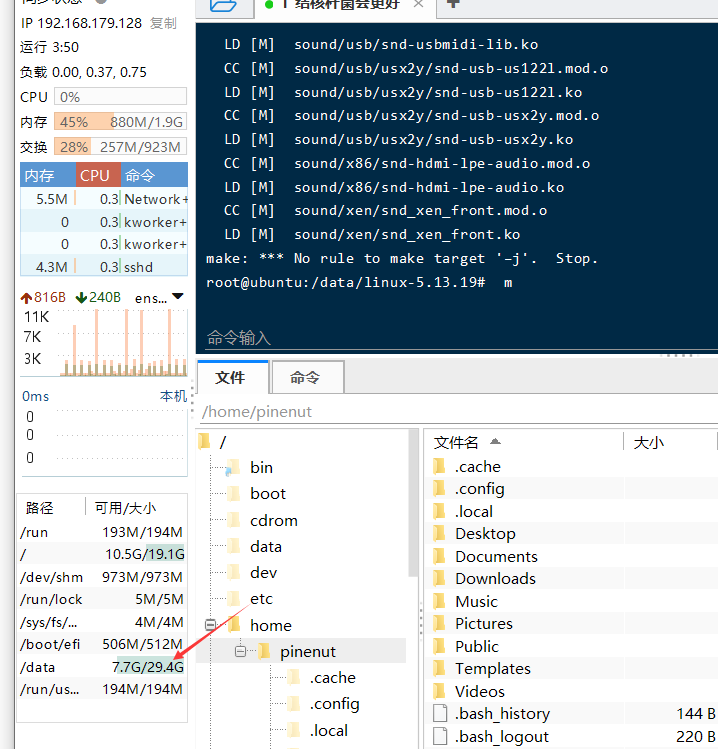 同步状态
IP 192.168.179.128 复制
运行 3:50
负载 0.00, 0.37, 0.75
CPU 0%
内存 45% 880M/1.9G
交换 28% 257M/923M
内存 CPU 命令
5.5M 0.3 Network+
0 0.3 kworker+
0 0.3 kworker+
4.3M 0.3 sshd
816B 240B ens...
11K
7K
3K
0ms 本机
0
0
0
路径 可用/大小
/run 193M/194M
/ 10.5G/19.1G
/dev/shm 973M/973M
/run/lock 5M/5M
/sys/fs/... 4M/4M
/boot/efi 506M/512M
/data 7.7G/29.4G
/run/us... 194M/194M
1 结核杆菌会更好 × +
LD [M] sound/usb/snd-usbmidi-lib.ko
CC [M] sound/usb/usx2y/snd-usb-us122l.mod.o
LD [M] sound/usb/usx2y/snd-usb-us122l.ko
CC [M] sound/usb/usx2y/snd-usb-usx2y.mod.o
LD [M] sound/usb/usx2y/snd-usb-usx2y.ko
CC [M] sound/x86/snd-hdmi-lpe-audio.mod.o
LD [M] sound/x86/snd-hdmi-lpe-audio.ko
CC [M] sound/xen/snd_xen_front.mod.o
LD [M] sound/xen/snd_xen_front.ko
make: *** No rule to make target '–j'.  Stop.
root@ubuntu:/data/linux-5.13.19#  m
命令输入
文件 命令
/home/pinenut
/
bin
boot
cdrom
data
dev
etc
home
pinenut
.cache
.config
.local
文件名 大小
.cache
.config
.local
Desktop
Documents
Downloads
Music
Pictures
Public
Templates
Videos
.bash_history 144 B
.bash_logout 220 B